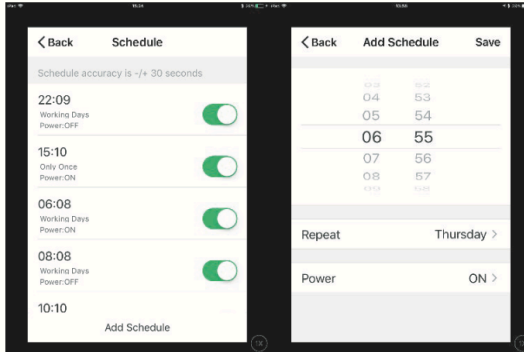 Back Schedule
Schedule accuracy is -/+ 30 seconds
22:09
Working Days
Power:OFF
15:10
Only Once
Power:ON
06:08
Working Days
Power:ON
08:08
Working Days
Power:OFF
10:10
Add Schedule
Back Add Schedule Save
04 53
05 54
06 55
07 56
08 57
Repeat Thursday
Power ON